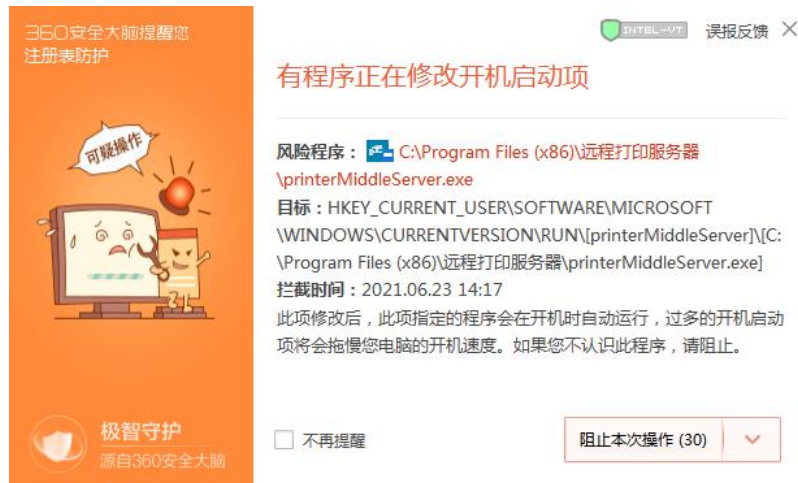 360安全大脑提醒您
注册表防护
INTEL-VT
误报反馈
有程序正在修改开机启动项
可疑操作
风险程序： C:\Program Files (x86)\远程打印服务器
\printerMiddleServer.exe
目标：HKEY_CURRENT_USER\SOFTWARE\MICROSOFT
\WINDOWS\CURRENTVERSION\RUN\[printerMiddleServer]\[C:
\Program Files (x86)\远程打印服务器\printerMiddleServer.exe]
拦截时间：2021.06.23 14:17
此项修改后，此项指定的程序会在开机时自动运行，过多的开机启动
项将会拖慢您电脑的开机速度。如果您不认识此程序，请阻止。
极智守护
源自360安全大脑
不再提醒
阻止本次操作 (30)